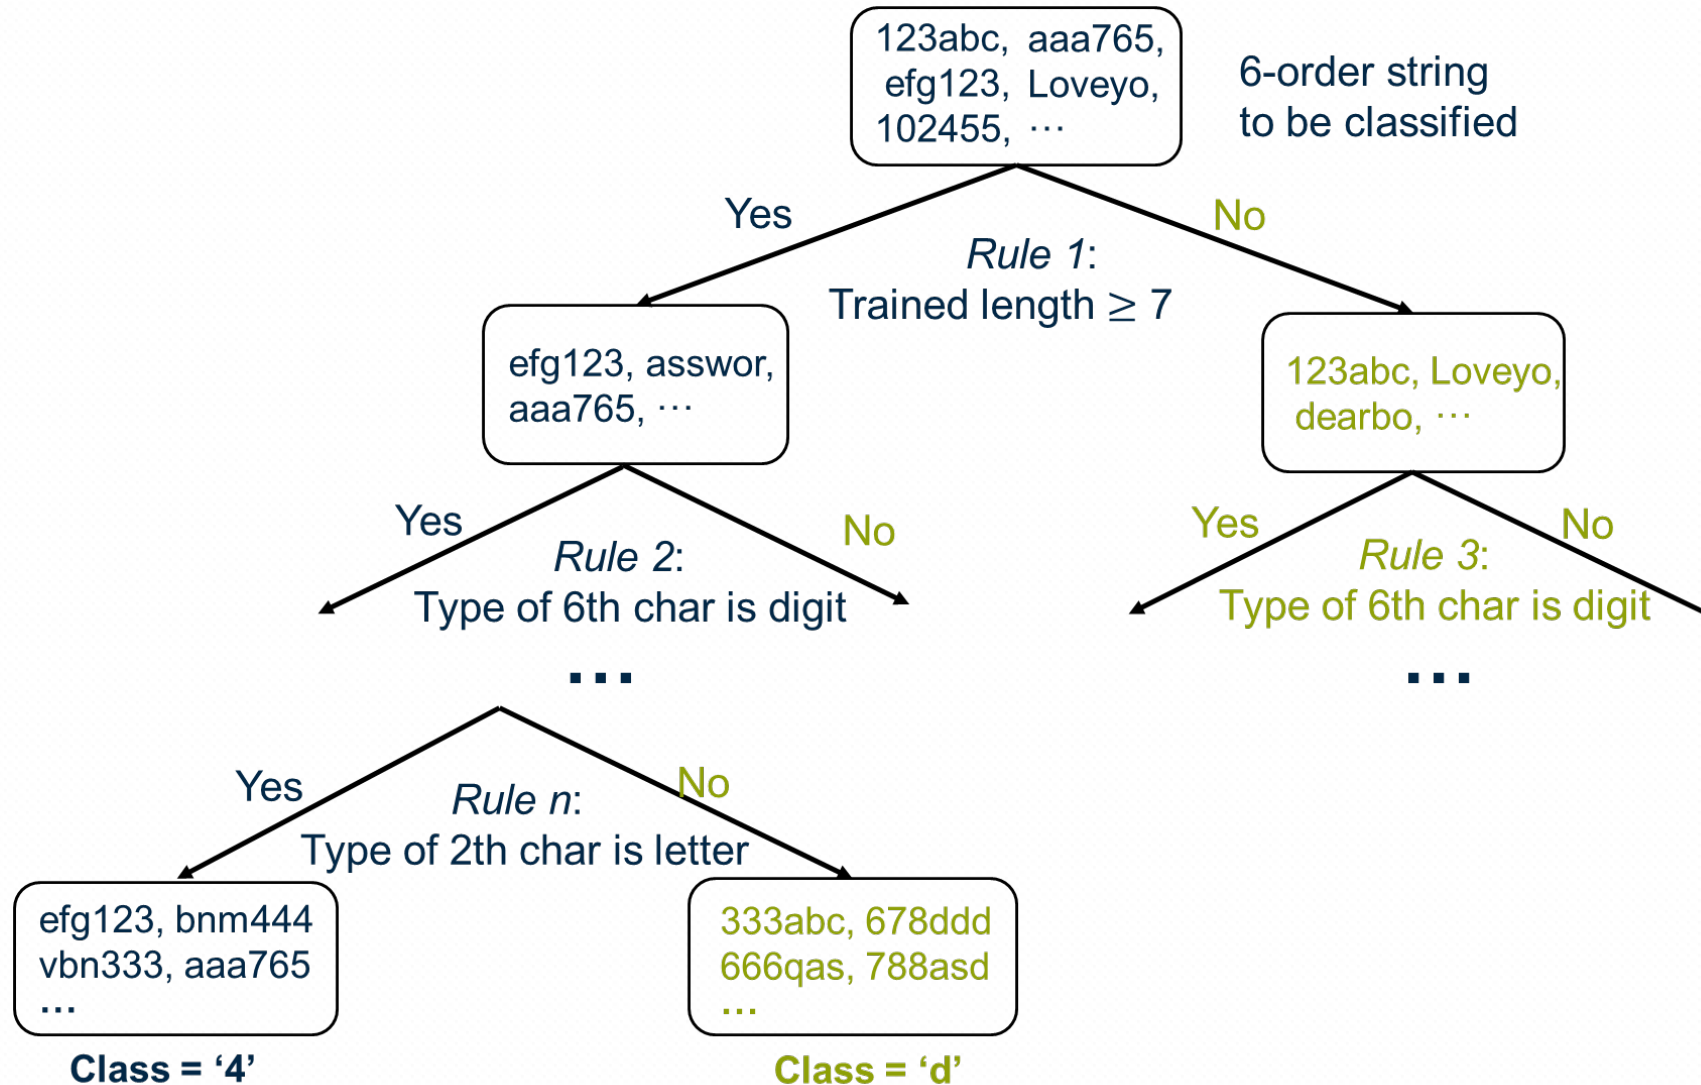 123abc, aaa765,
efg123, Loveyo,
102455, ···
6-order string
to be classified
Yes
No
Rule 1:
Trained length ≥ 7
efg123, asswor,
aaa765, ···
123abc, Loveyo,
dearbo, ···
Yes
No
Rule 2:
Type of 6th char is digit
...
Yes
No
Rule 3:
Type of 6th char is digit
...
Yes
No
Rule n:
Type of 2th char is letter
efg123, bnm444
vbn333, aaa765
...
Class = ‘4’
333abc, 678ddd
666qas, 788asd
...
Class = ‘d’